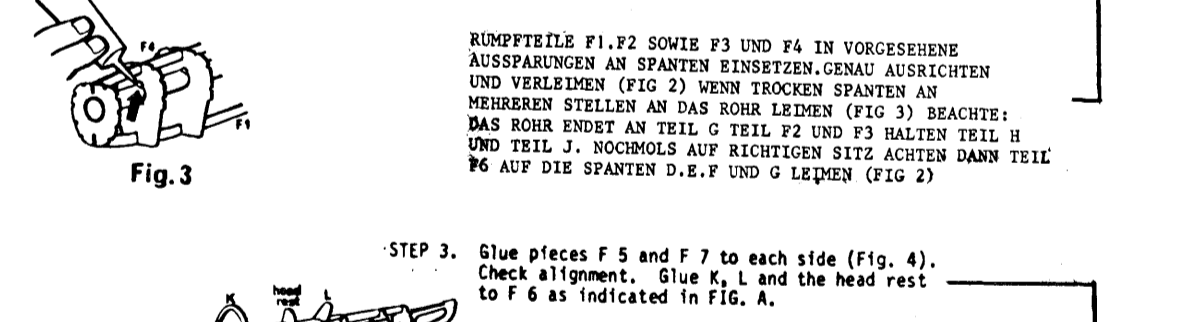 F4
F1
Fig.3
RUMPFTEILE F1.F2 SOWIE F3 UND F4 IN VORGESEHENE
AUSSPARUNGEN AN SPANTEN EINSETZEN.GENAU AUSRICHTEN
UND VERLEIMEN (FIG 2) WENN TROCKEN SPANTEN AN
MEHREREN STELLEN AN DAS ROHR LEIMEN (FIG 3) BEACHTE:
DAS ROHR ENDET AN TEIL G TEIL F2 UND F3 HALTEN TEIL H
UND TEIL J. NOCHMOLS AUF RICHTIGEN SITZ ACHTEN DANN TEIL
F6 AUF DIE SPANTEN D.E.F UND G LEIMEN (FIG 2)
STEP 3. Glue pieces F 5 and F 7 to each side (Fig. 4).
Check alignment. Glue K, L and the head rest
to F 6 as indicated in FIG. A.
K
head
rest
L